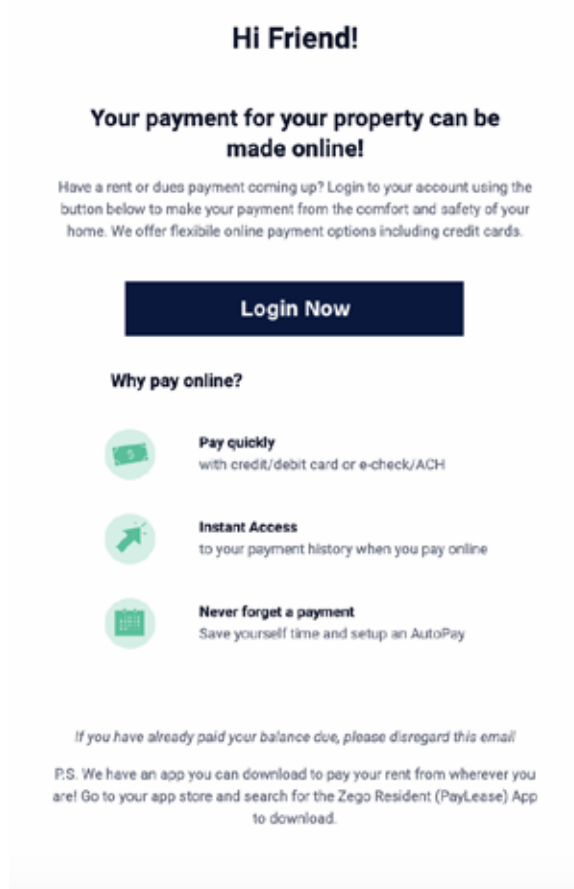 Hi Friend!
Your payment for your property can be
made online!
Have a rent or dues payment coming up? Login to your account using the
button below to make your payment from the comfort and safety of your
home. We offer flexibile online payment options including credit cards.
Login Now
Why pay online?
Pay quickly
with credit/debit card or e-check/ACH
Instant Access
to your payment history when you pay online
Never forget a payment
Save yourself time and setup an AutoPay
If you have already paid your balance due, please disregard this email
P.S. We have an app you can download to pay your rent from wherever you
are! Go to your app store and search for the Zego Resident (PayLease) App
to download.